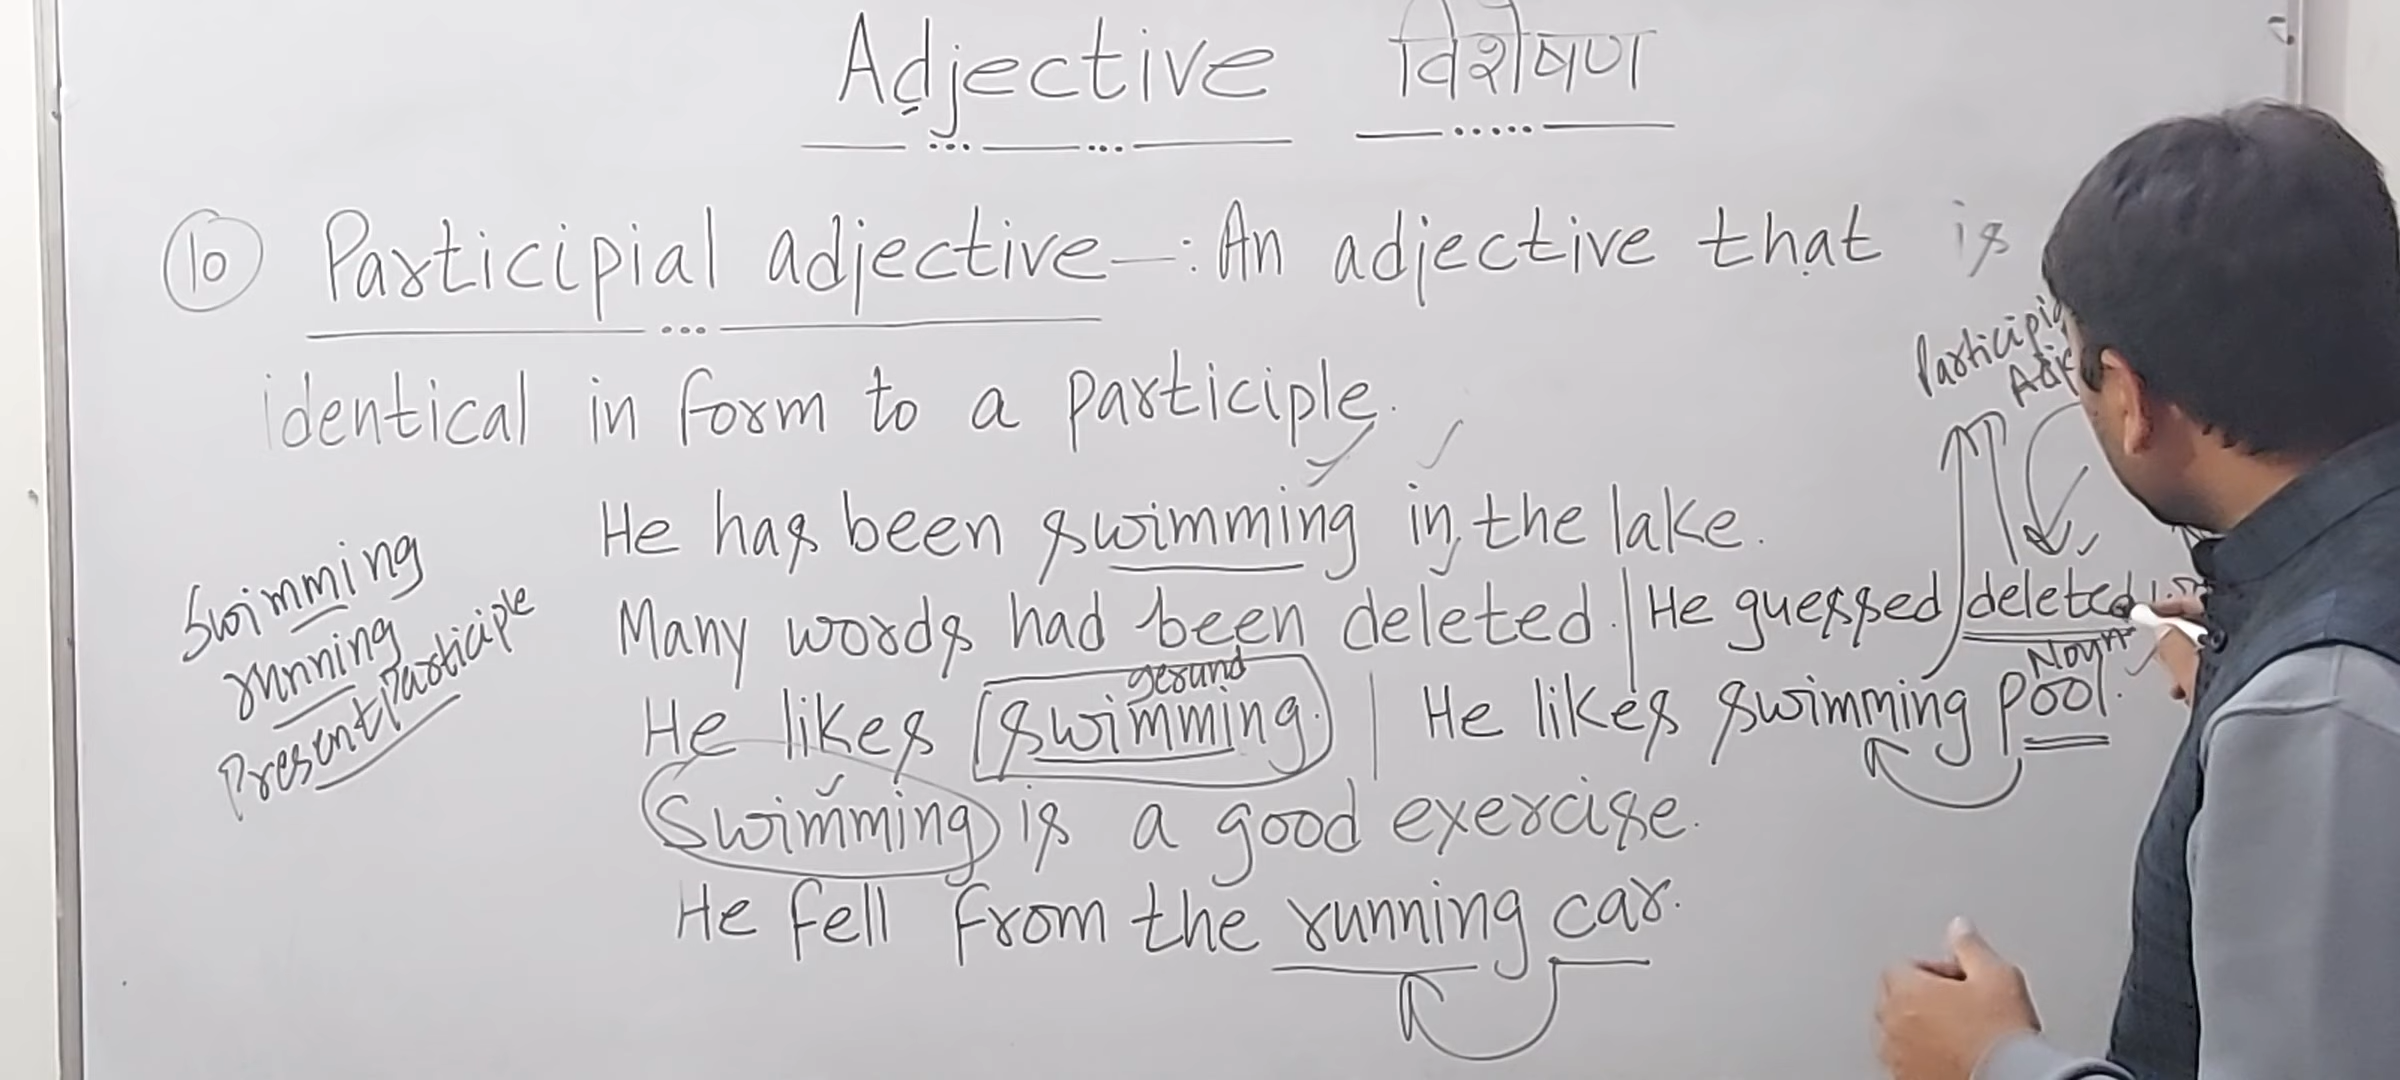 Adjective विशेषण
10 Participial adjective —: An adjective that is
identical in form to a participle.
He has been swimming in the lake.
Many words had been deleted. | He guessed deleted
He likes swimming. | He likes swimming pool.
Swimming is a good exercise.
He fell from the running car.
Swimming
running
Present Participle
gerund
Noun